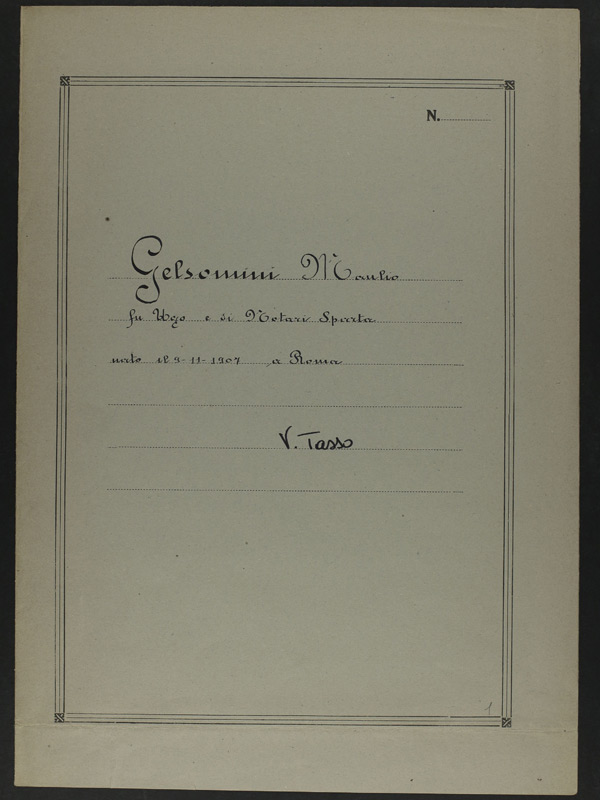 N.
Gelsomini Manlio
fu Ugo e di Notari Sparta
nato il 9-11-1907 a Roma
V. Tasso
1